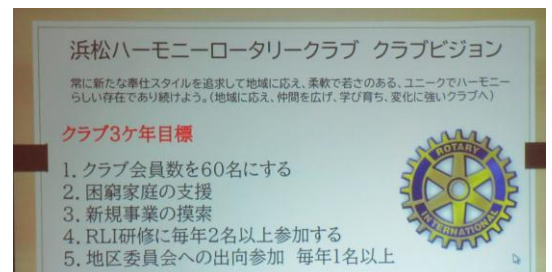 浜松ハーモニーロータリークラブ クラブビジョン
常に新たな奉仕スタイルを追求して地域に応え、柔軟で若さのある、ユニークでハーモニー
らしい存在であり続けよう。(地域に応え、仲間を広げ、学び育ち、変化に強いクラブへ)
クラブ3ケ年目標
1. クラブ会員数を60名にする
2. 困窮家庭の支援
3. 新規事業の摸索
4. RLI研修に毎年2名以上参加する
5. 地区委員会への出向参加 毎年1名以上
ROTARY
INTERNATIONAL